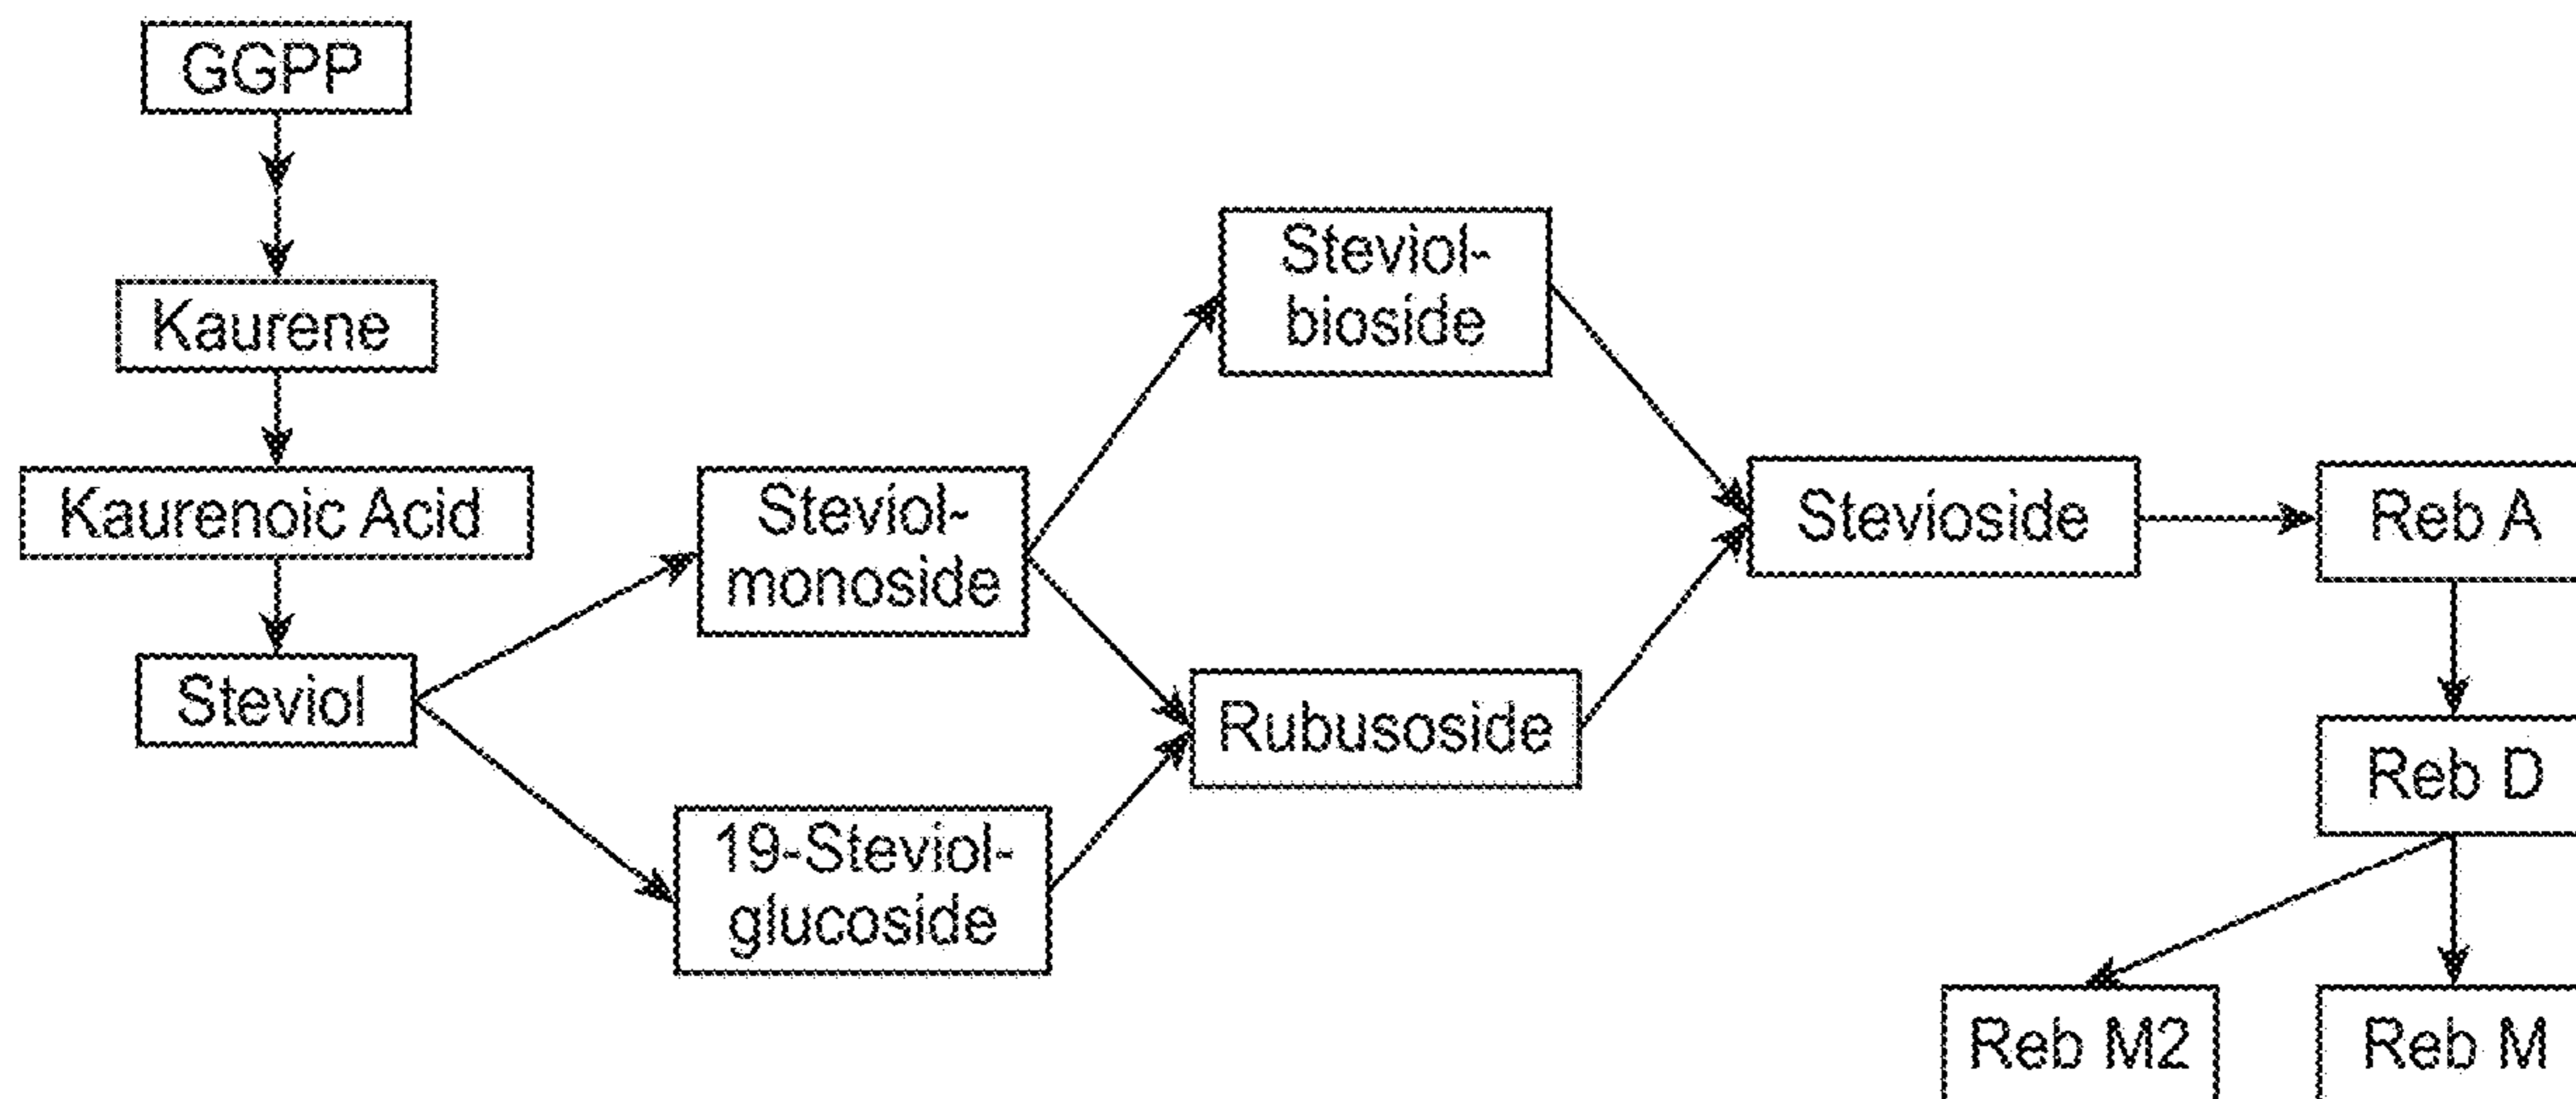 GGPP
Kaurene
Kaurenoic Acid
Steviol
Steviol-
monoside
19-Steviol-
glucoside
Steviol-
bioside
Rubusoside
Stevioside
Reb A
Reb D
Reb M2
Reb M